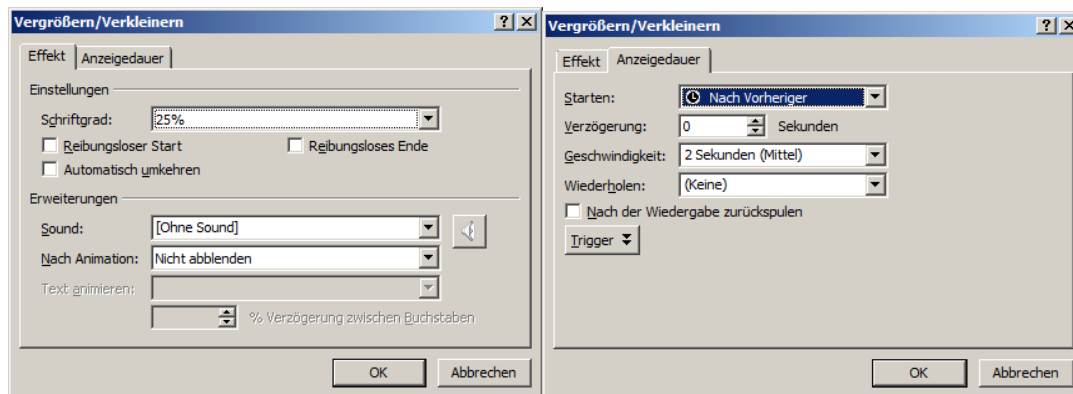 Vergrößern/Verkleinern
Effekt Anzeigedauer
Einstellungen
Schriftgrad: 25%
Reibungsloser Start Reibungsloses Ende
Automatisch umkehren
Erweiterungen
Sound: [Ohne Sound]
Nach Animation: Nicht abblenden
Text animieren:
% Verzögerung zwischen Buchstaben
OK Abbrechen
Vergrößern/Verkleinern
Effekt Anzeigedauer
Starten: Nach Vorheriger
Verzögerung: 0 Sekunden
Geschwindigkeit: 2 Sekunden (Mittel)
Wiederholen: (Keine)
Nach der Wiedergabe zurückspulen
Trigger
OK Abbrechen